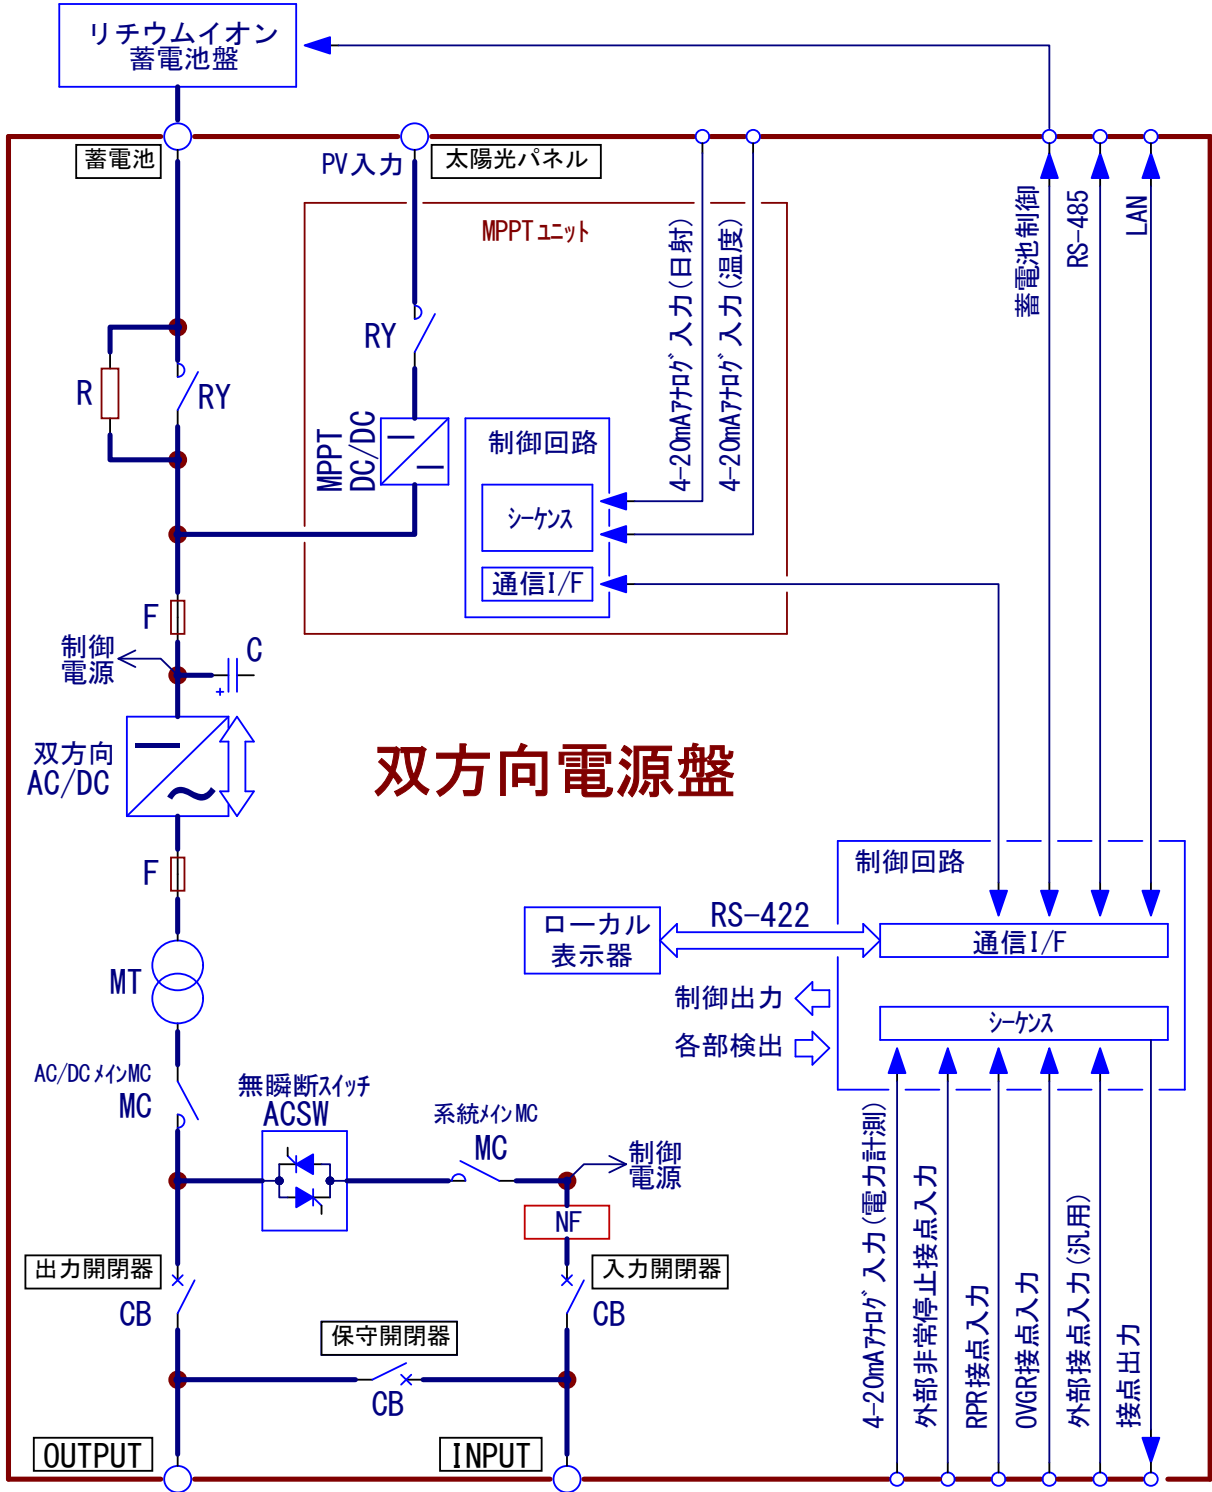 リチウムイオン
蓄電池盤
蓄電池
PV入力
太陽光パネル
MPPTユニット
4-20mAアナログ入力(日射)
4-20mAアナログ入力(温度)
蓄電池制御
RS-485
LAN
R
RY
RY
MPPT
DC/DC
制御回路
シーケンス
通信I/F
F
制御
電源
C
+
双方向
AC/DC
双方向電源盤
F
制御回路
ローカル
表示器
RS-422
通信I/F
MT
制御出力
シーケンス
各部検出
AC/DCメインMC
MC
無瞬断スイッチ
ACSW
系統メインMC
MC
制御
電源
NF
出力開閉器
CB
入力開閉器
CB
保守開閉器
CB
4-20mAアナログ入力(電力計測)
外部非常停止接点入力
RPR接点入力
OVGR接点入力
外部接点入力(汎用)
接点出力
OUTPUT
INPUT